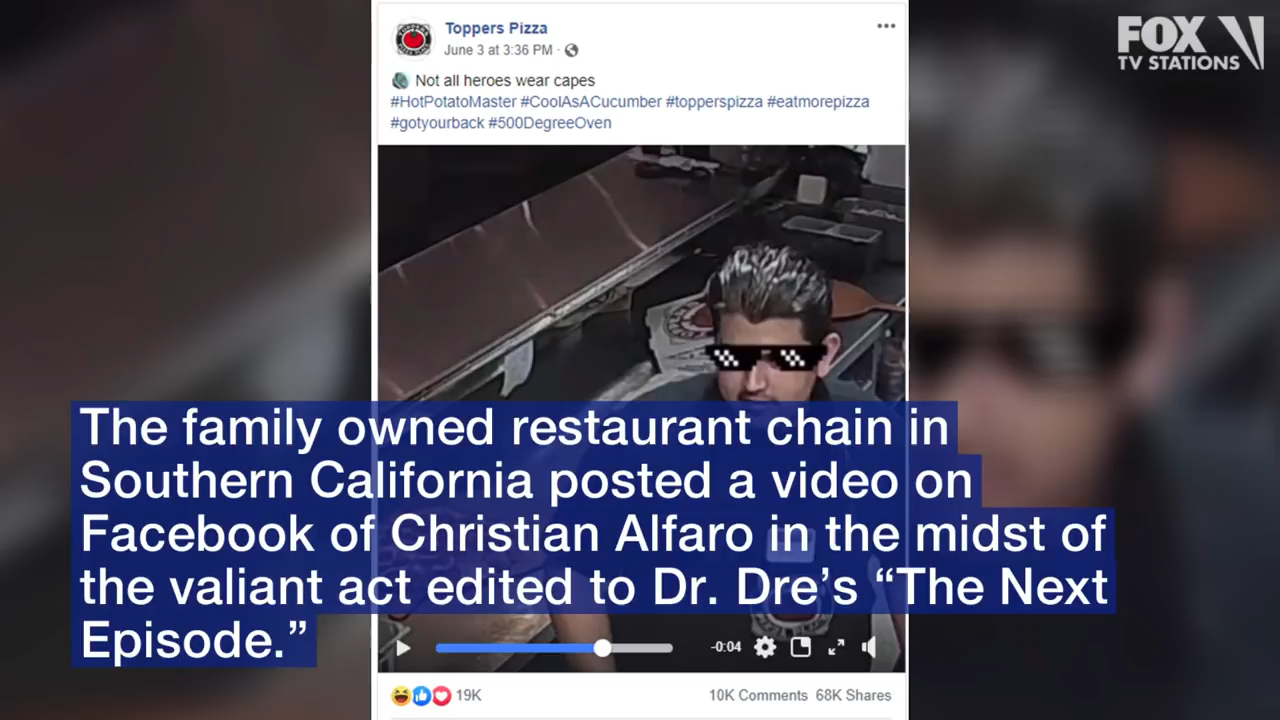 FOX
TV STATIONS
Toppers Pizza
June 3 at 3:36 PM ·
Not all heroes wear capes
#HotPotatoMaster #CoolAsACucumber #topperspizza #eatmorepizza
#gotyourback #500DegreeOven
The family owned restaurant chain in
Southern California posted a video on
Facebook of Christian Alfaro in the midst of
the valiant act edited to Dr. Dre’s “The Next
Episode.”
-0:04
19K
10K Comments 68K Shares